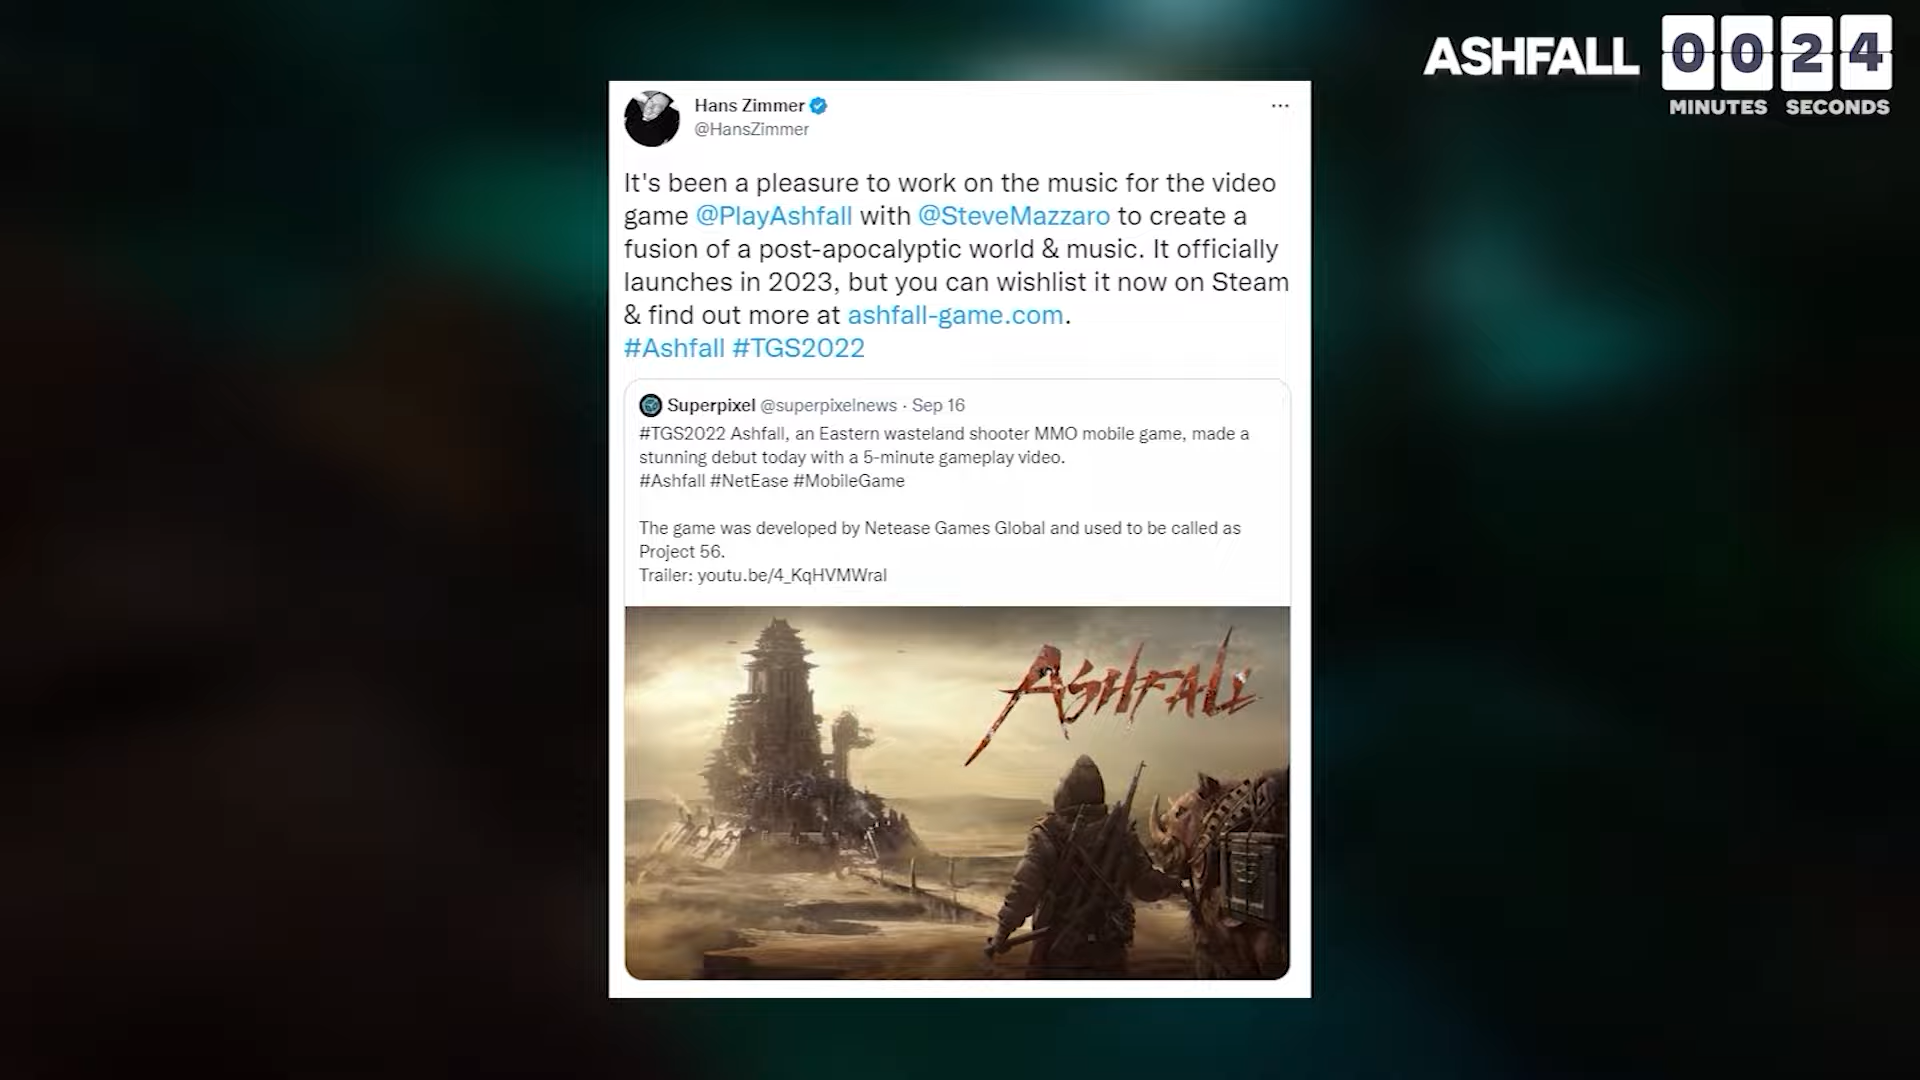 ASHFALL 00 24
MINUTES SECONDS
Hans Zimmer
@HansZimmer
It's been a pleasure to work on the music for the video
game @PlayAshfall with @SteveMazzaro to create a
fusion of a post-apocalyptic world & music. It officially
launches in 2023, but you can wishlist it now on Steam
& find out more at ashfall-game.com.
#Ashfall #TGS2022
Superpixel @superpixelnews · Sep 16
#TGS2022 Ashfall, an Eastern wasteland shooter MMO mobile game, made a
stunning debut today with a 5-minute gameplay video.
#Ashfall #NetEase #MobileGame
The game was developed by Netease Games Global and used to be called as
Project 56.
Trailer: youtu.be/4_KqHVMWraI
ASHFALL